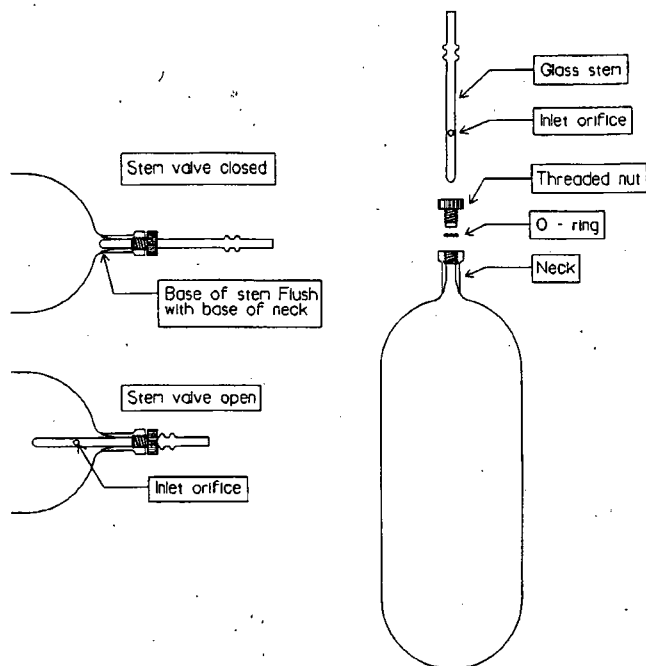 Glass stem
Inlet orifice
Stem valve closed
Threaded nut
O - ring
Neck
Base of stem Flush
with base of neck
Stem valve open
Inlet orifice